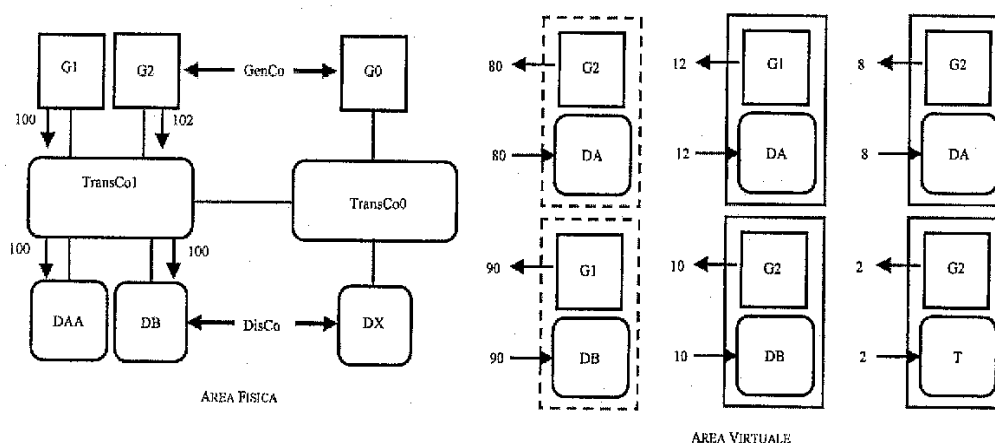 G1
G2
GenCo
G0
100
102
TransCo1
TransCo0
100
100
DAA
DB
DisCo
DX
AREA FISICA
80
G2
80
DA
12
G1
12
DA
8
G2
8
DA
90
G1
90
DB
10
G2
10
DB
2
G2
2
T
AREA VIRTUALE